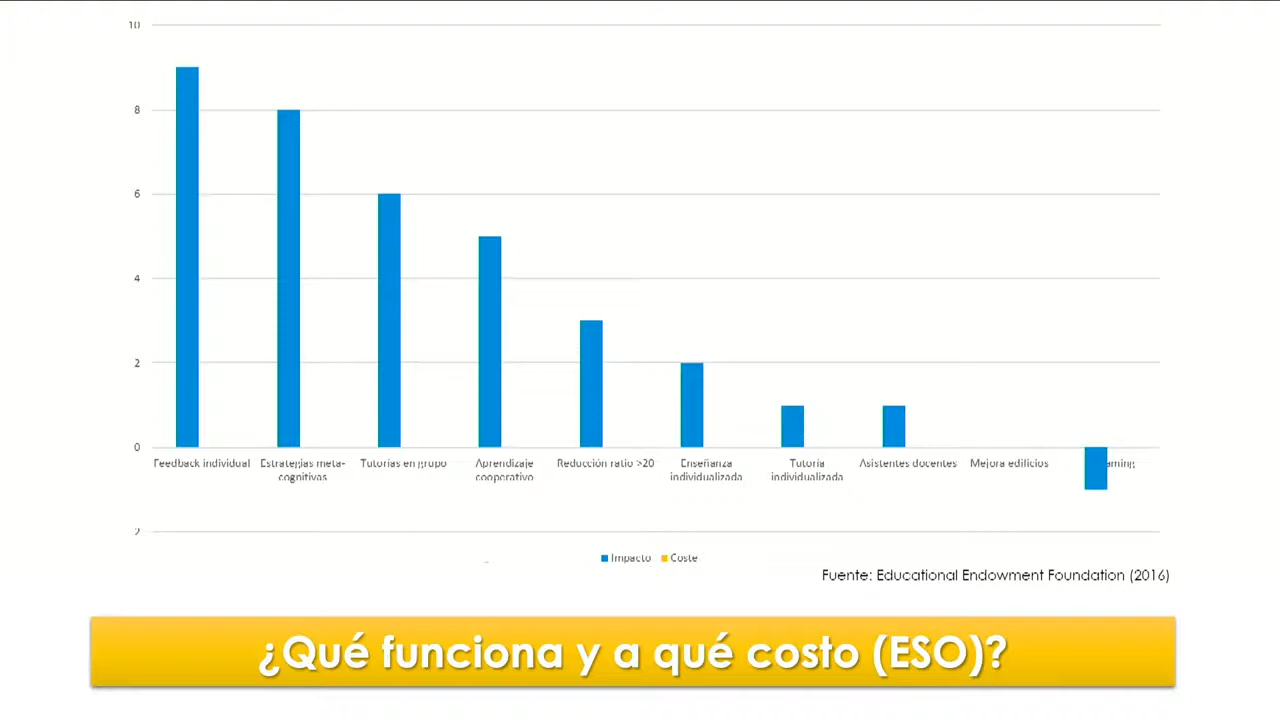 10
8
6
4
2
0
Feedback individual
Estrategias meta-
cognitivas
Tutorías en grupo
Aprendizaje
cooperativo
Reducción ratio >20
Enseñanza
individualizada
Tutoría
individualizada
Asistentes docentes
Mejora edificios
aming
2
Impacto
Coste
Fuente: Educational Endowment Foundation (2016)
¿Qué funciona y a qué costo (ESO)?